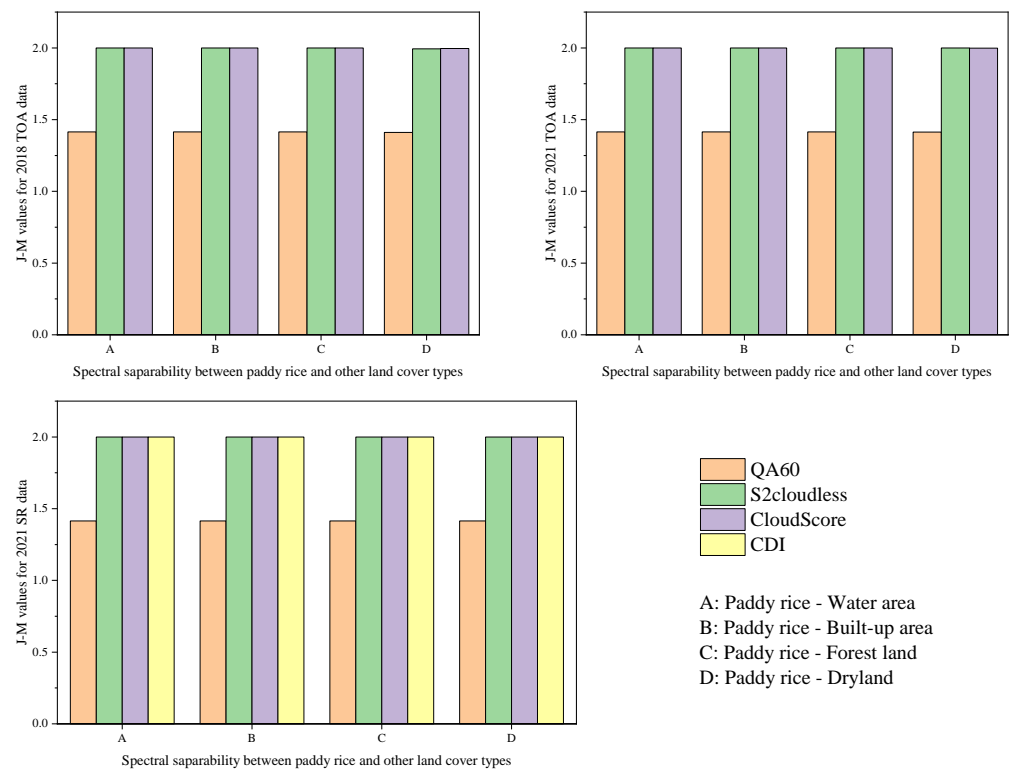 J-M values for 2018 TOA data
2.0
1.5
1.0
0.5
0.0
A B C D
Spectral saparability between paddy rice and other land cover types
J-M values for 2021 TOA data
2.0
1.5
1.0
0.5
0.0
A B C D
Spectral saparability between paddy rice and other land cover types
J-M values for 2021 SR data
2.0
1.5
1.0
0.5
0.0
A B C D
Spectral saparability between paddy rice and other land cover types
QA60
S2cloudless
CloudScore
CDI
A: Paddy rice - Water area
B: Paddy rice - Built-up area
C: Paddy rice - Forest land
D: Paddy rice - Dryland